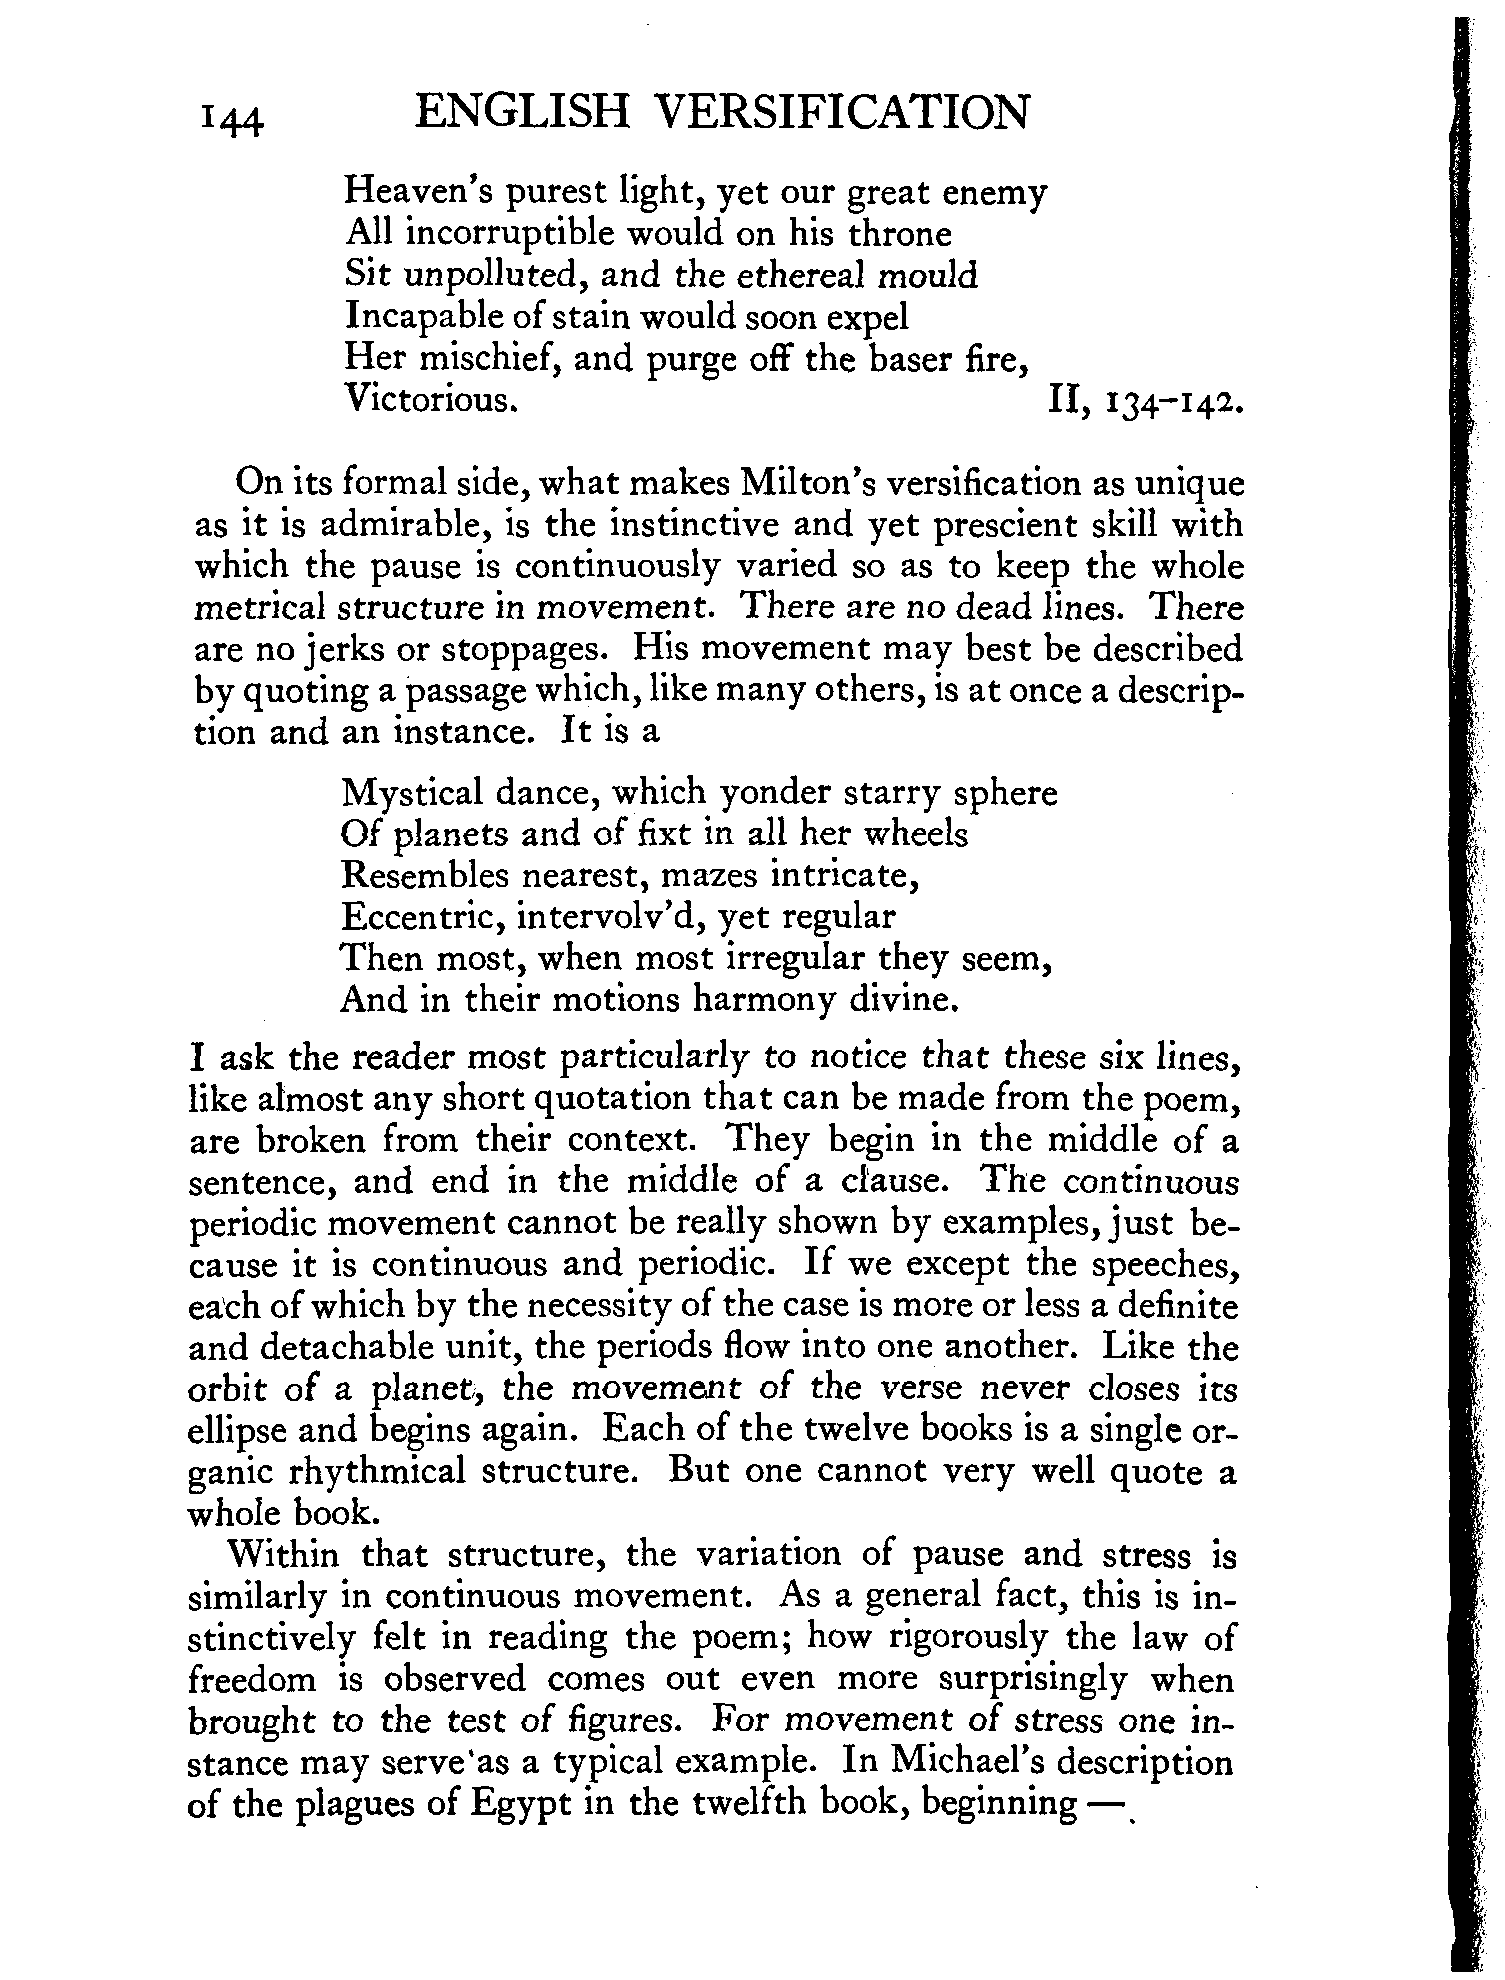 144 ENGLISH VERSIFICATION
Heaven's purest light, yet our great enemy
All incorruptible would on his throne
Sit unpolluted, and the ethereal mould
Incapable of stain would soon expel
Her mischief, and purge off the baser fire,
Victorious. II, 134–142.
On its formal side, what makes Milton's versification as unique
as it is admirable, is the instinctive and yet prescient skill with
which the pause is continuously varied so as to keep the whole
metrical structure in movement. There are no dead lines. There
are no jerks or stoppages. His movement may best be described
by quoting a passage which, like many others, is at once a descrip-
tion and an instance. It is a
Mystical dance, which yonder starry sphere
Of planets and of fixt in all her wheels
Resembles nearest, mazes intricate,
Eccentric, intervolv'd, yet regular
Then most, when most irregular they seem,
And in their motions harmony divine.
I ask the reader most particularly to notice that these six lines,
like almost any short quotation that can be made from the poem,
are broken from their context. They begin in the middle of a
sentence, and end in the middle of a clause. The continuous
periodic movement cannot be really shown by examples, just be-
cause it is continuous and periodic. If we except the speeches,
each of which by the necessity of the case is more or less a definite
and detachable unit, the periods flow into one another. Like the
orbit of a planet, the movement of the verse never closes its
ellipse and begins again. Each of the twelve books is a single or-
ganic rhythmical structure. But one cannot very well quote a
whole book.
Within that structure, the variation of pause and stress is
similarly in continuous movement. As a general fact, this is in-
stinctively felt in reading the poem; how rigorously the law of
freedom is observed comes out even more surprisingly when
brought to the test of figures. For movement of stress one in-
stance may serve as a typical example. In Michael's description
of the plagues of Egypt in the twelfth book, beginning —